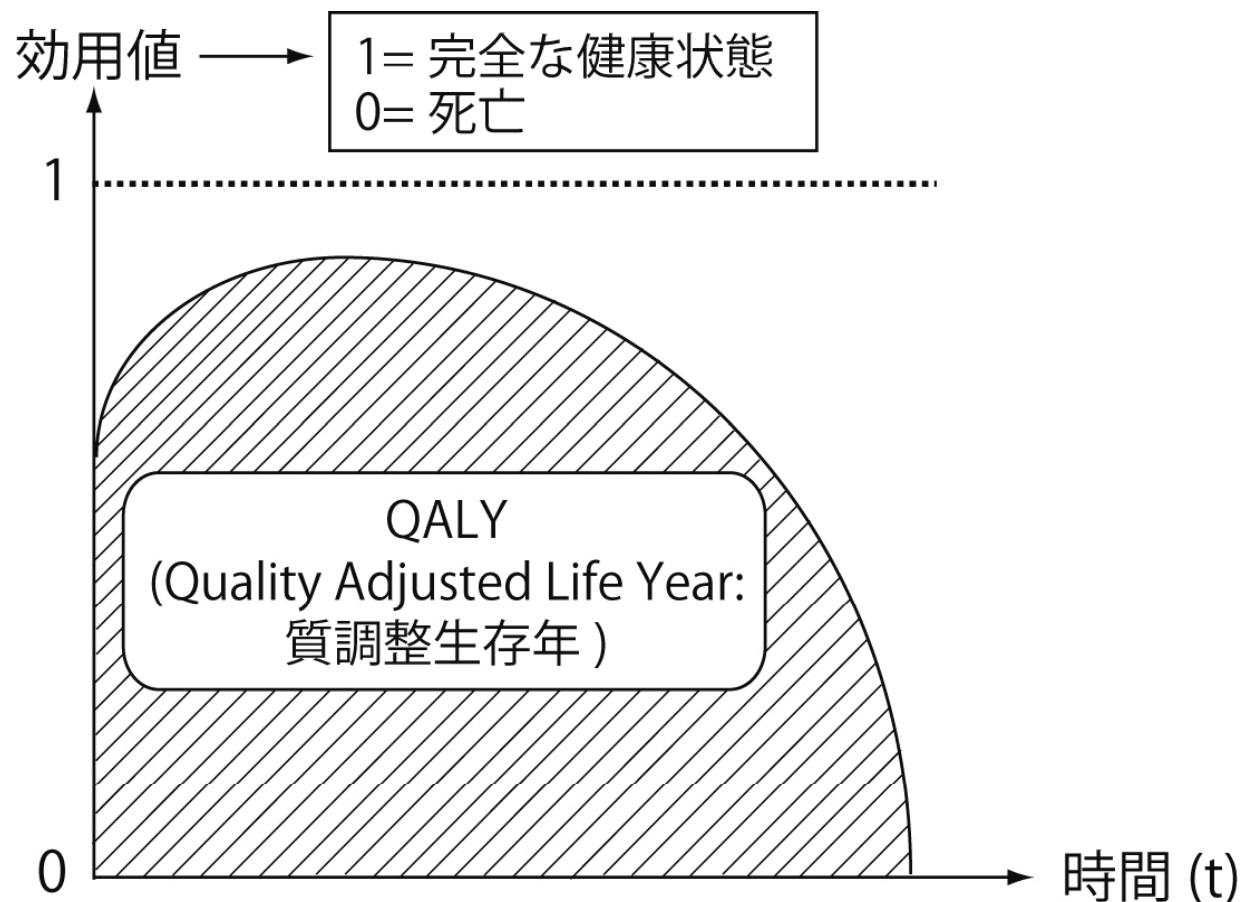 効用値
1= 完全な健康状態
0= 死亡
1
QALY
(Quality Adjusted Life Year:
質調整生存年 )
0
時間 (t)